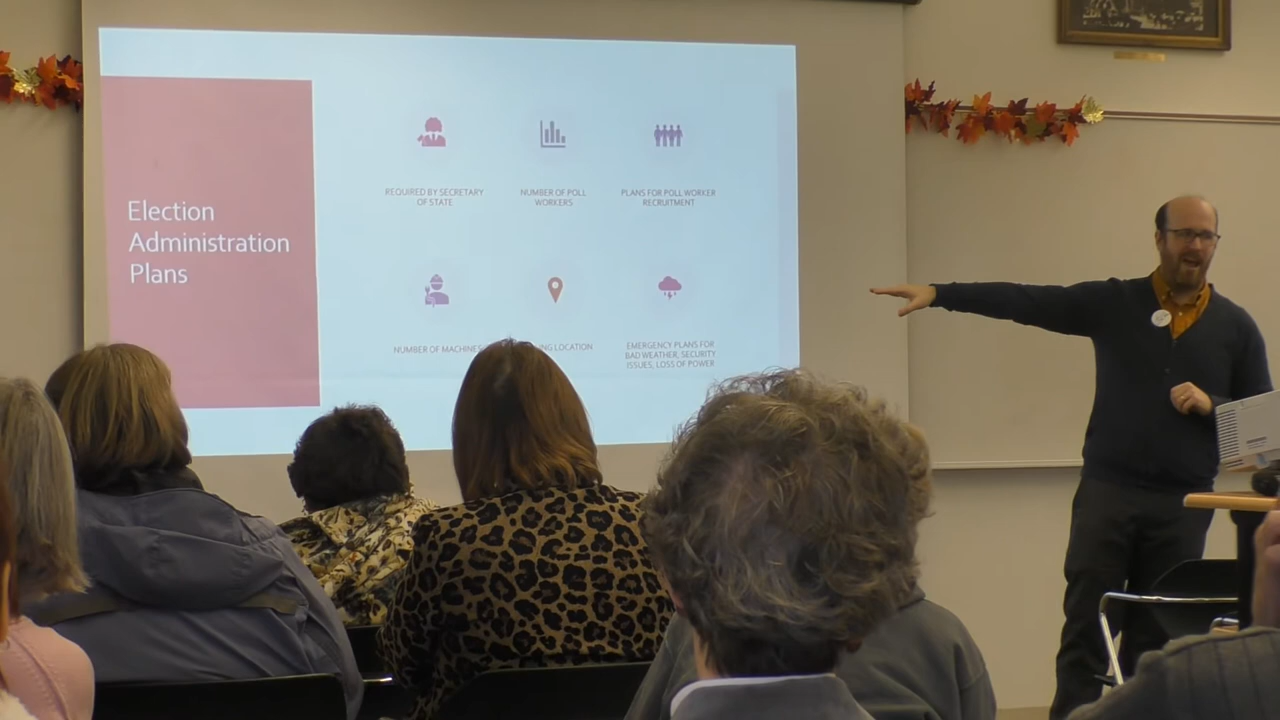 Election
Administration
Plans
REQUIRED BY SECRETARY
OF STATE
NUMBER OF POLL
WORKERS
PLANS FOR POLL WORKER
RECRUITMENT
NUMBER OF MACHINES
LOCATION
EMERGENCY PLANS FOR
BAD WEATHER, SECURITY
ISSUES, LOSS OF POWER